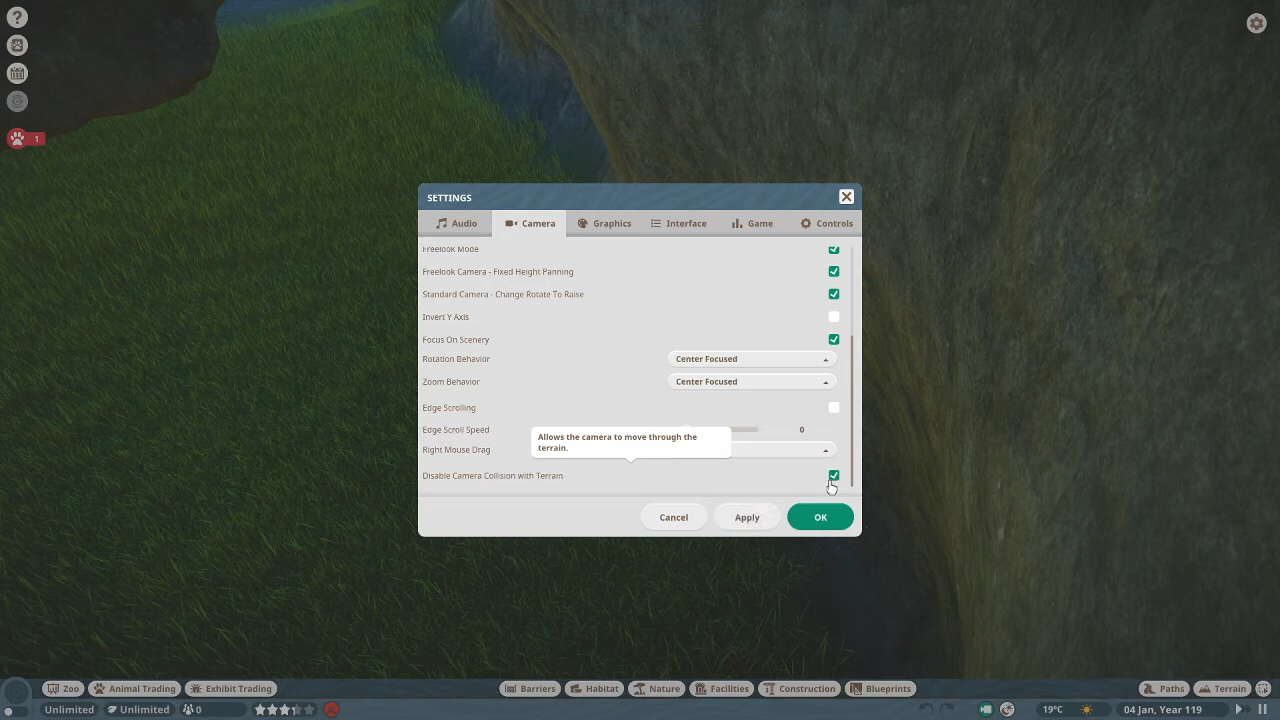 ?
1
SETTINGS
Audio
Camera
Graphics
Interface
Game
Controls
Freelook Mode
Freelook Camera - Fixed Height Panning
Standard Camera - Change Rotate To Raise
Invert Y Axis
Focus On Scenery
Rotation Behavior
Center Focused
Zoom Behavior
Center Focused
Edge Scrolling
Edge Scroll Speed
0
Allows the camera to move through the
terrain.
Right Mouse Drag
Disable Camera Collision with Terrain
Cancel
Apply
OK
Zoo
Animal Trading
Exhibit Trading
Barriers
Habitat
Nature
Facilities
Construction
Blueprints
Paths
Terrain
Unlimited
Unlimited
0
19°C
04 Jan, Year 119